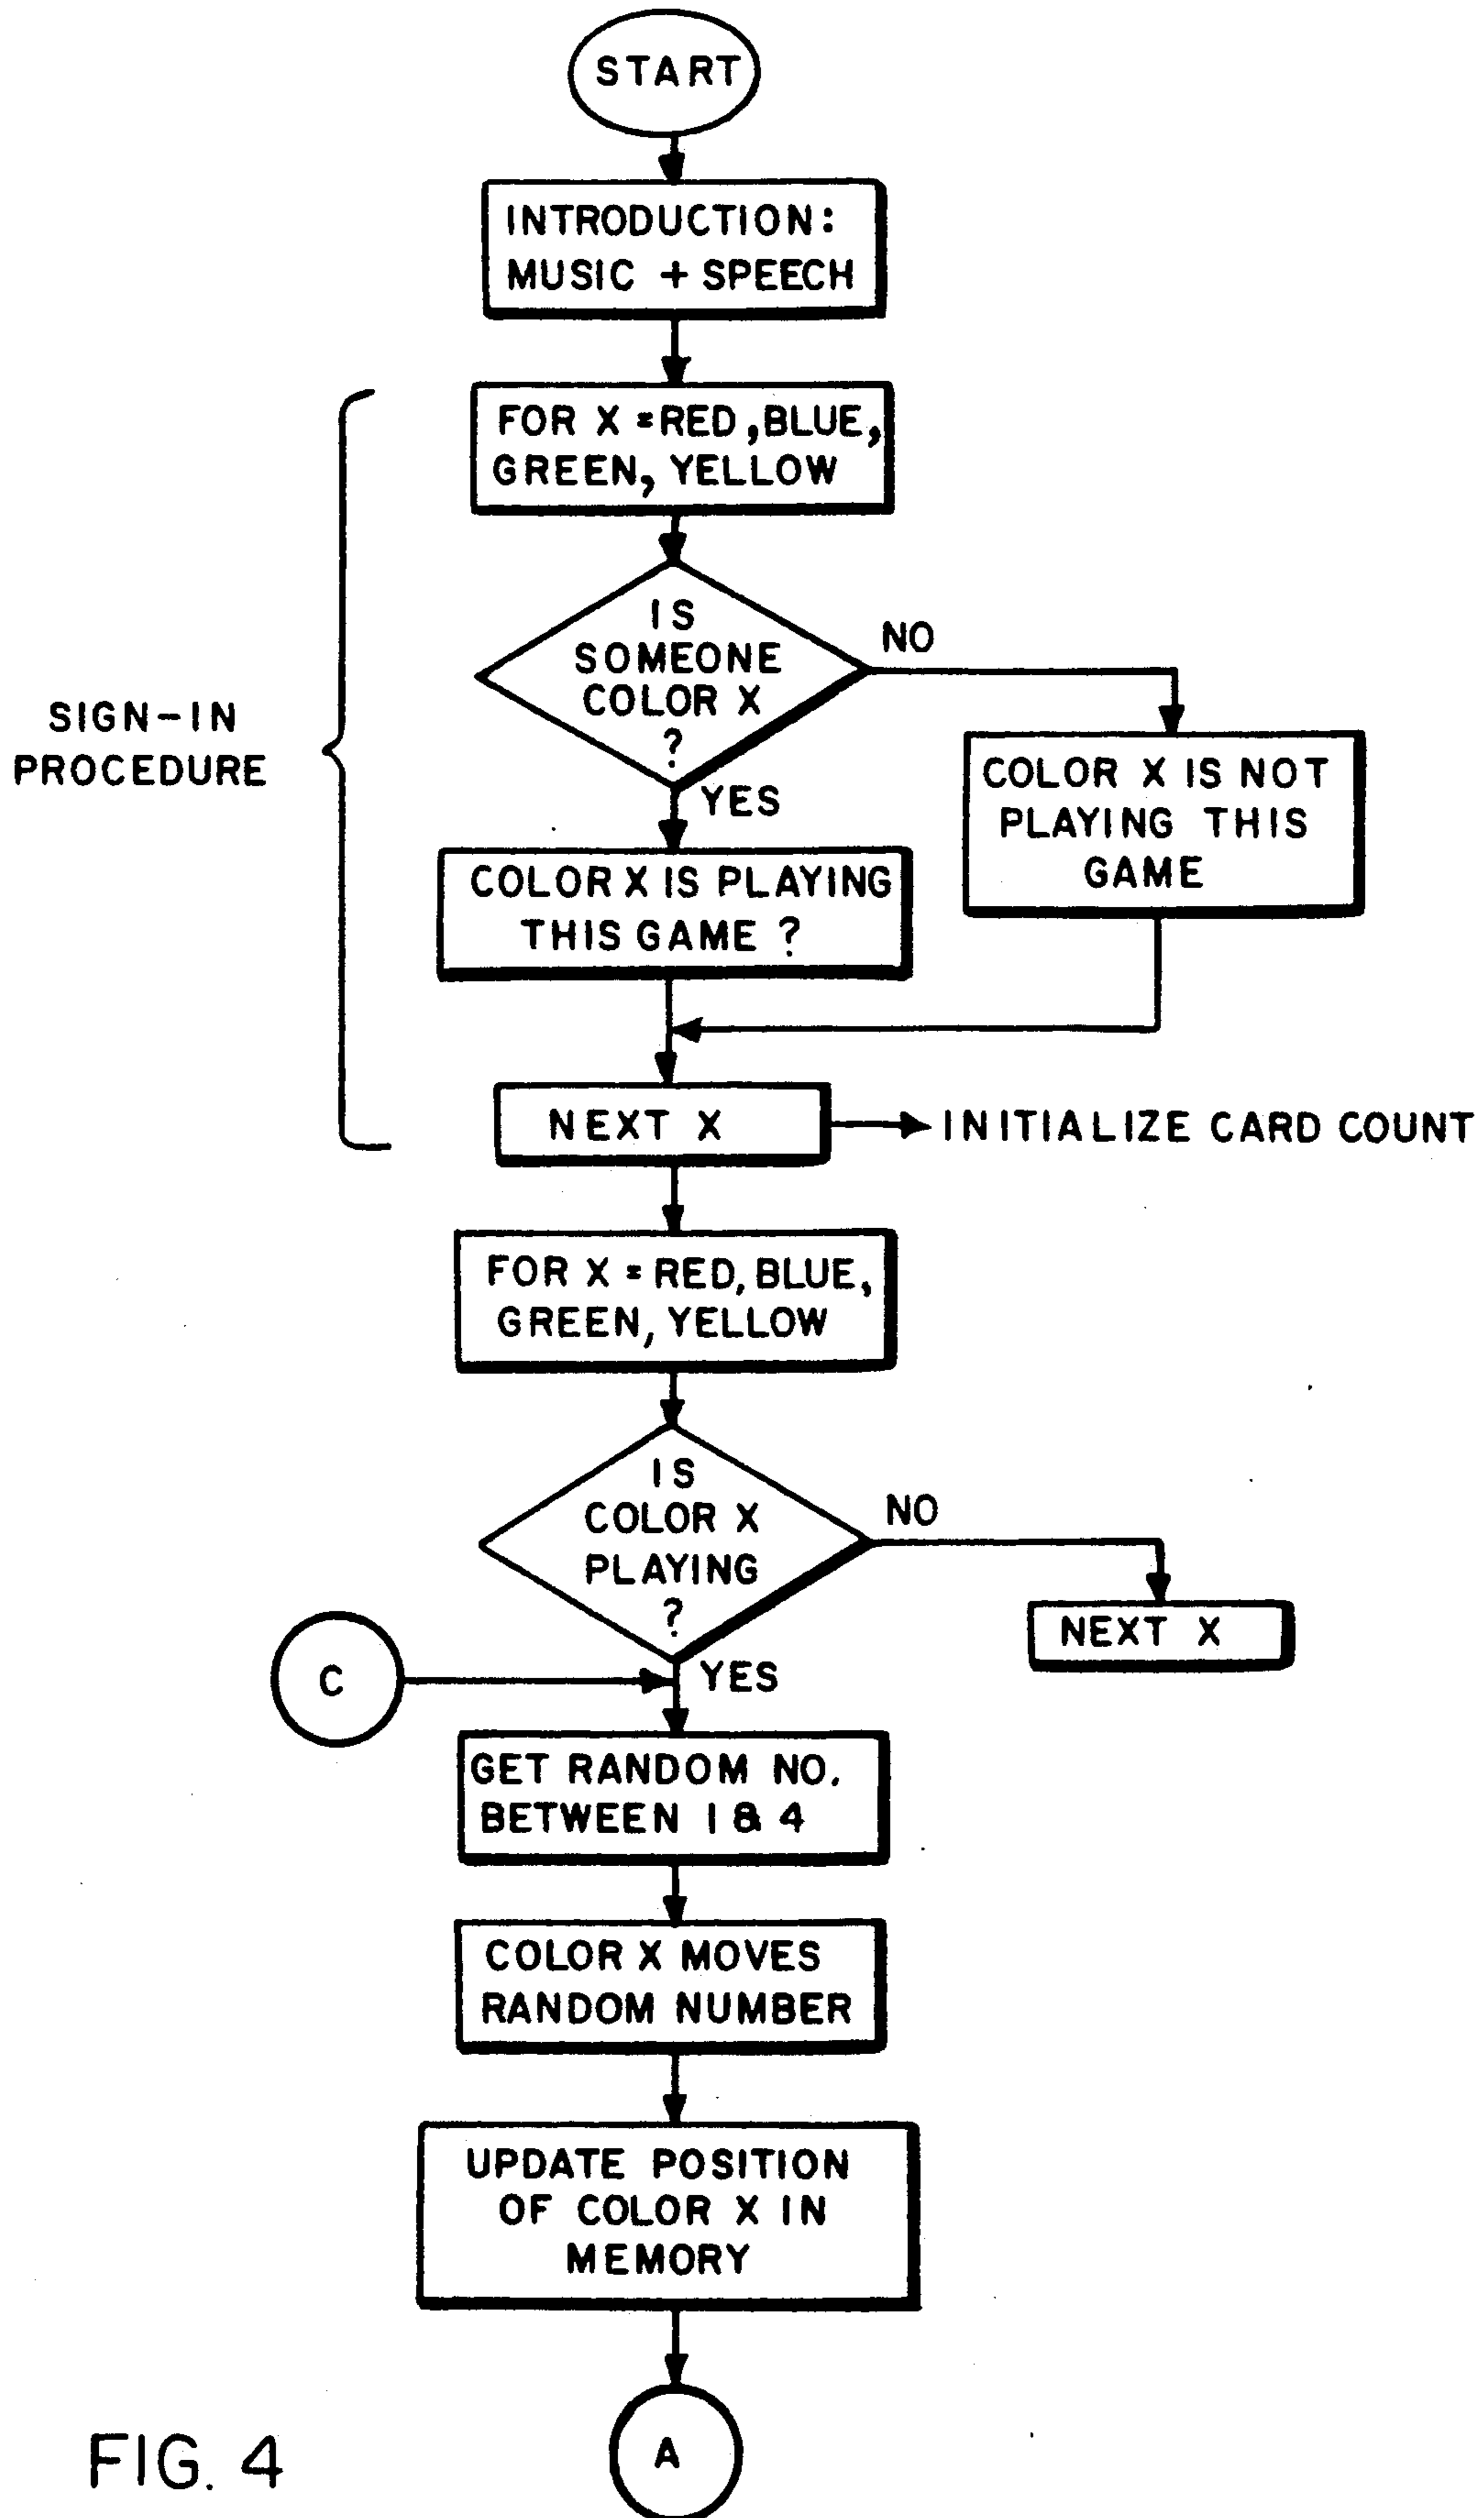 START
INTRODUCTION:
MUSIC + SPEECH
FOR X = RED, BLUE,
GREEN, YELLOW
IS
SOMEONE
COLOR X
?
NO
YES
SIGN-IN
PROCEDURE
COLOR X IS NOT
PLAYING THIS
GAME
COLOR X IS PLAYING
THIS GAME ?
NEXT X
INITIALIZE CARD COUNT
FOR X = RED, BLUE,
GREEN, YELLOW
IS
COLOR X
PLAYING
?
NO
NEXT X
C
YES
GET RANDOM NO.
BETWEEN 1 & 4
COLOR X MOVES
RANDOM NUMBER
UPDATE POSITION
OF COLOR X IN
MEMORY
A
FIG. 4